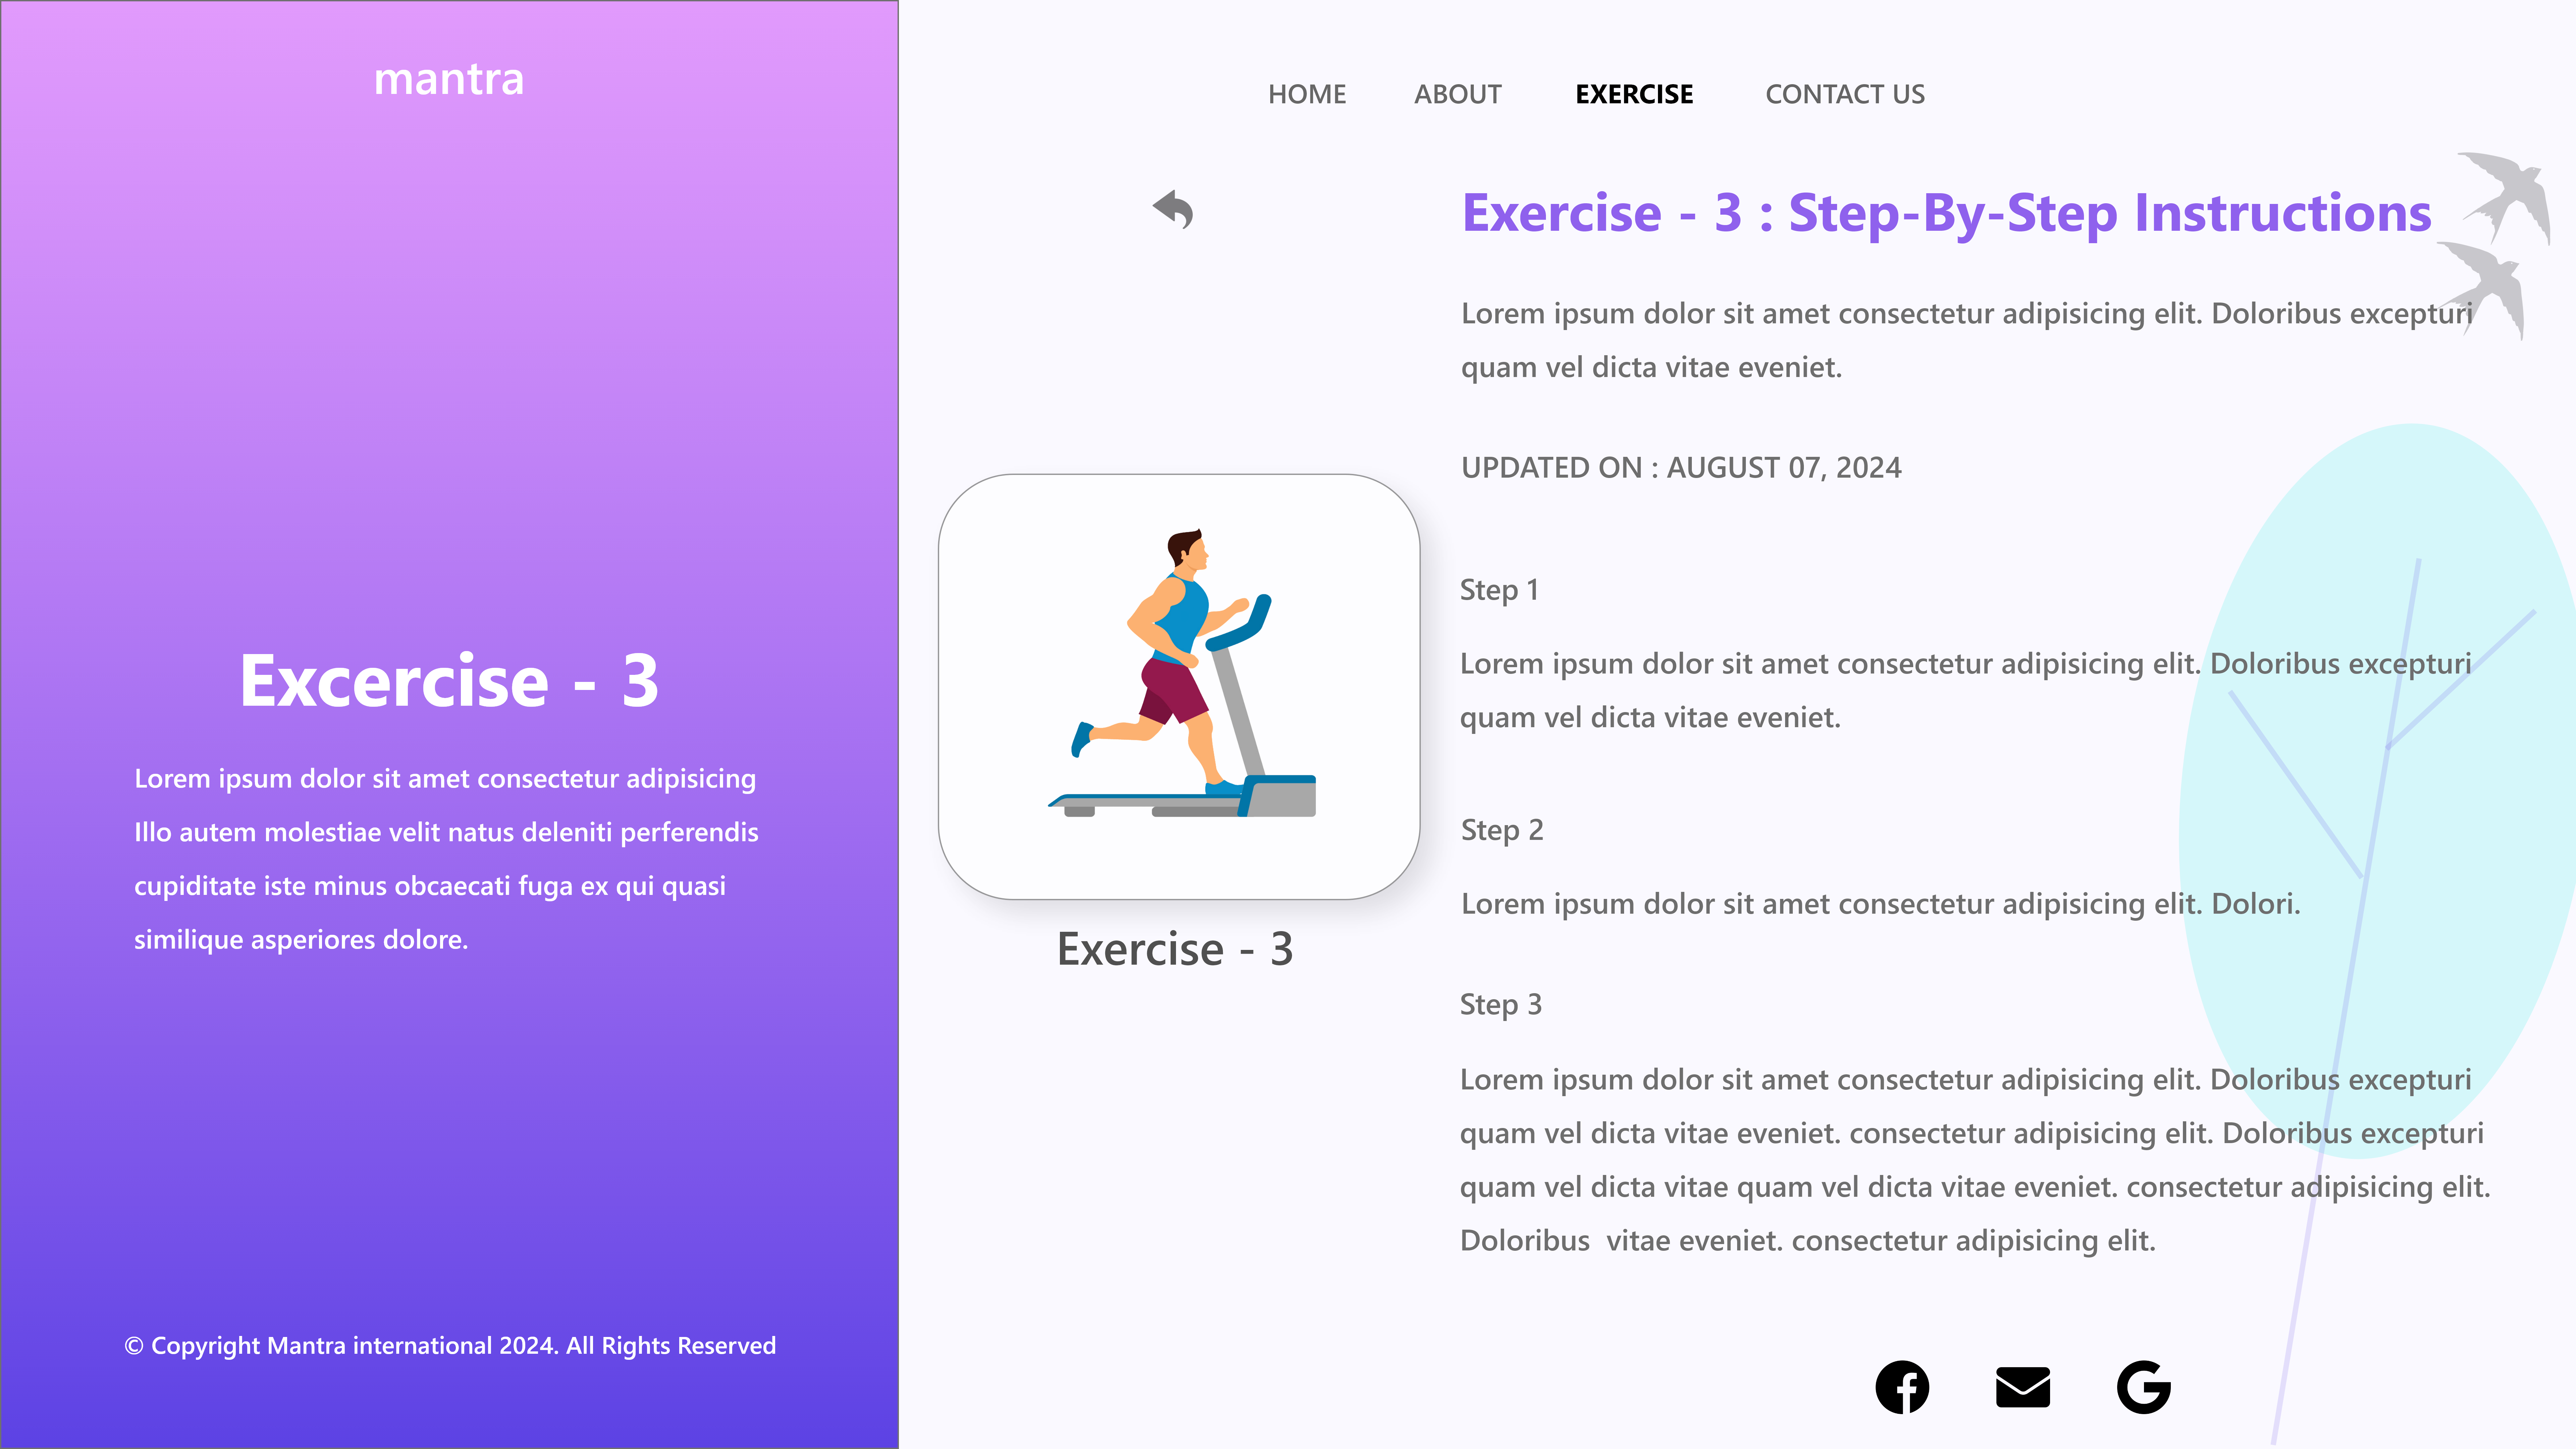 mantra
Excercise - 3
Lorem ipsum dolor sit amet consectetur adipisicing
Illo autem molestiae velit natus deleniti perferendis
cupiditate iste minus obcaecati fuga ex qui quasi
similique asperiores dolore.
© Copyright Mantra international 2024. All Rights Reserved
HOME ABOUT EXERCISE CONTACT US
Exercise - 3
Exercise - 3 : Step-By-Step Instructions
Lorem ipsum dolor sit amet consectetur adipisicing elit. Doloribus excepturi
quam vel dicta vitae eveniet.
UPDATED ON : AUGUST 07, 2024
Step 1
Lorem ipsum dolor sit amet consectetur adipisicing elit. Doloribus excepturi
quam vel dicta vitae eveniet.
Step 2
Lorem ipsum dolor sit amet consectetur adipisicing elit. Dolori.
Step 3
Lorem ipsum dolor sit amet consectetur adipisicing elit. Doloribus excepturi
quam vel dicta vitae eveniet. consectetur adipisicing elit. Doloribus excepturi
quam vel dicta vitae quam vel dicta vitae eveniet. consectetur adipisicing elit.
Doloribus  vitae eveniet. consectetur adipisicing elit.